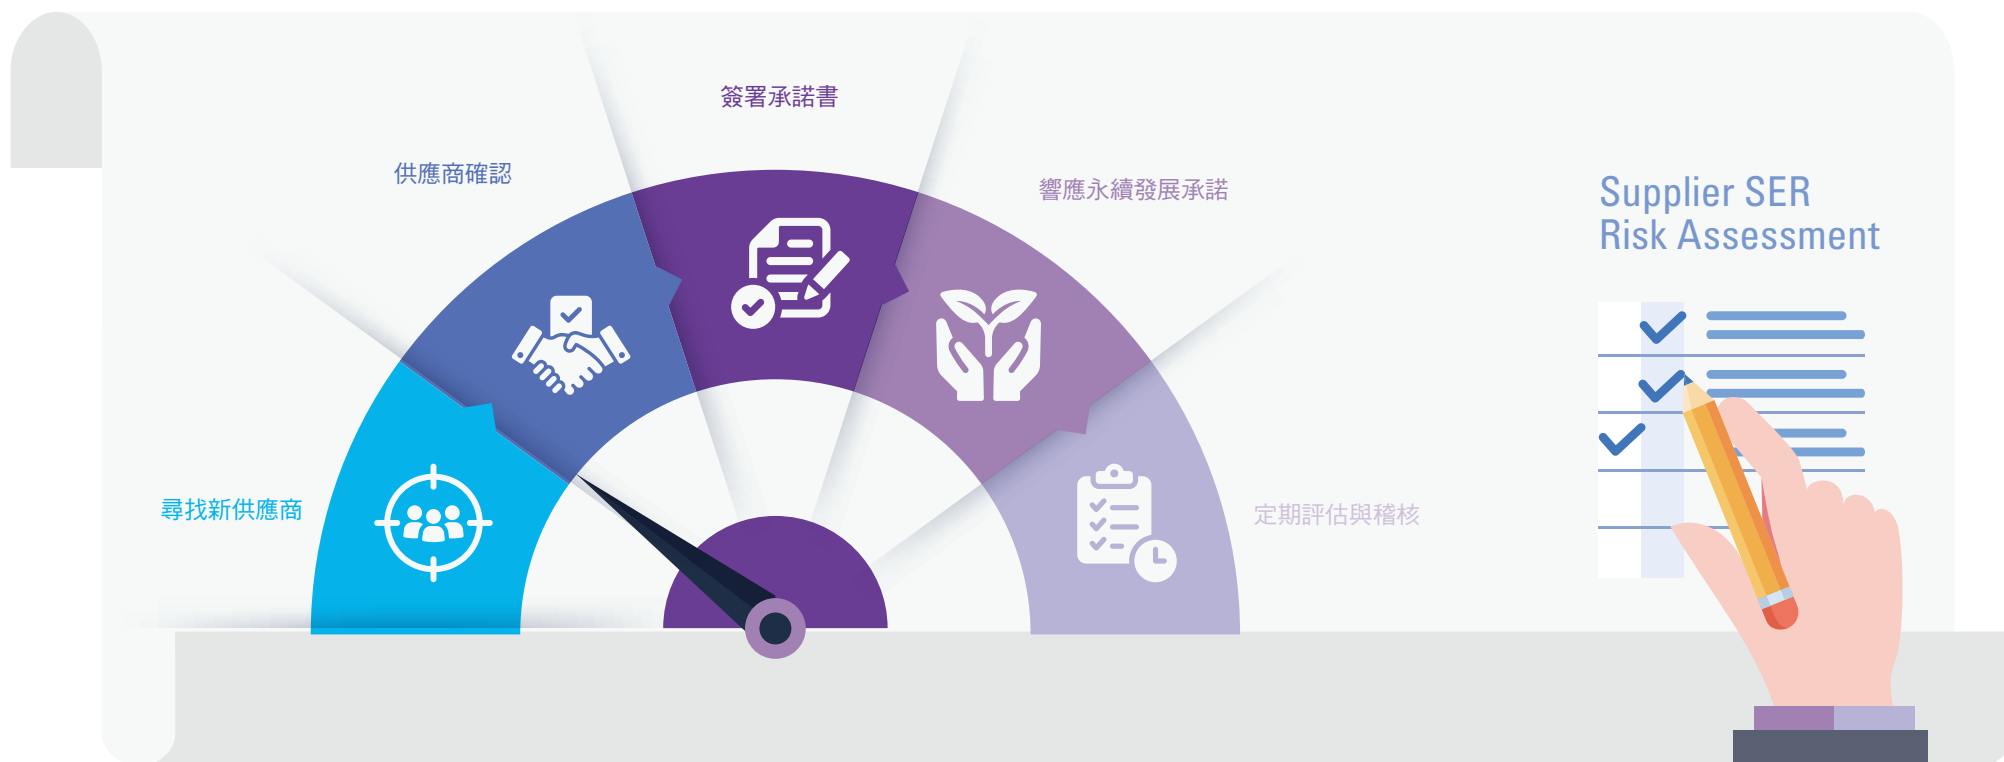 尋找新供應商
供應商確認
簽署承諾書
響應永續發展承諾
定期評估與稽核
Supplier SER
Risk Assessment